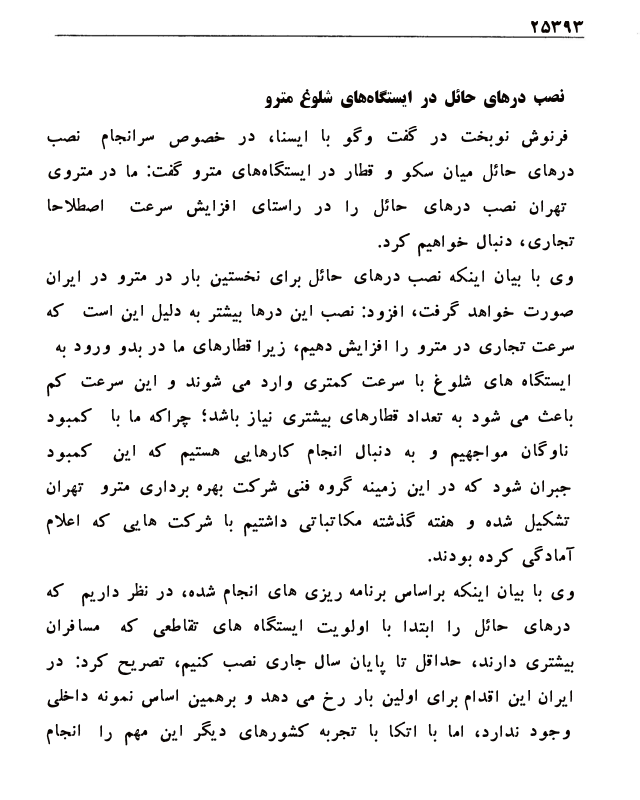 ۲۵۳۹۳
نصب درهای حائل در ایستگاه‌های شلوغ مترو
فرنوش نوبخت در گفت وگو با ایسنا، در خصوص سرانجام نصب
درهای حائل میان سکو و قطار در ایستگاه‌های مترو گفت: ما در متروی
تهران نصب درهای حائل را در راستای افزایش سرعت اصطلاحا
تجاری، دنبال خواهیم کرد.
وی با بیان اینکه نصب درهای حائل برای نخستین بار در مترو در ایران
صورت خواهد گرفت، افزود: نصب این درها بیشتر به دلیل این است که
سرعت تجاری در مترو را افزایش دهیم، زیرا قطارهای ما در بدو ورود به
ایستگاه های شلوغ با سرعت کمتری وارد می شوند و این سرعت کم
باعث می شود به تعداد قطارهای بیشتری نیاز باشد؛ چراکه ما با کمبود
ناوگان مواجهیم و به دنبال انجام کارهایی هستیم که این کمبود
جبران شود که در این زمینه گروه فنی شرکت بهره برداری مترو تهران
تشکیل شده و هفته گذشته مکاتباتی داشتیم با شرکت هایی که اعلام
آمادگی کرده بودند.
وی با بیان اینکه براساس برنامه ریزی های انجام شده، در نظر داریم که
درهای حائل را ابتدا با اولویت ایستگاه های تقاطعی که مسافران
بیشتری دارند، حداقل تا پایان سال جاری نصب کنیم، تصریح کرد: در
ایران این اقدام برای اولین بار رخ می دهد و برهمین اساس نمونه داخلی
وجود ندارد، اما با اتکا با تجربه کشورهای دیگر این مهم را انجام